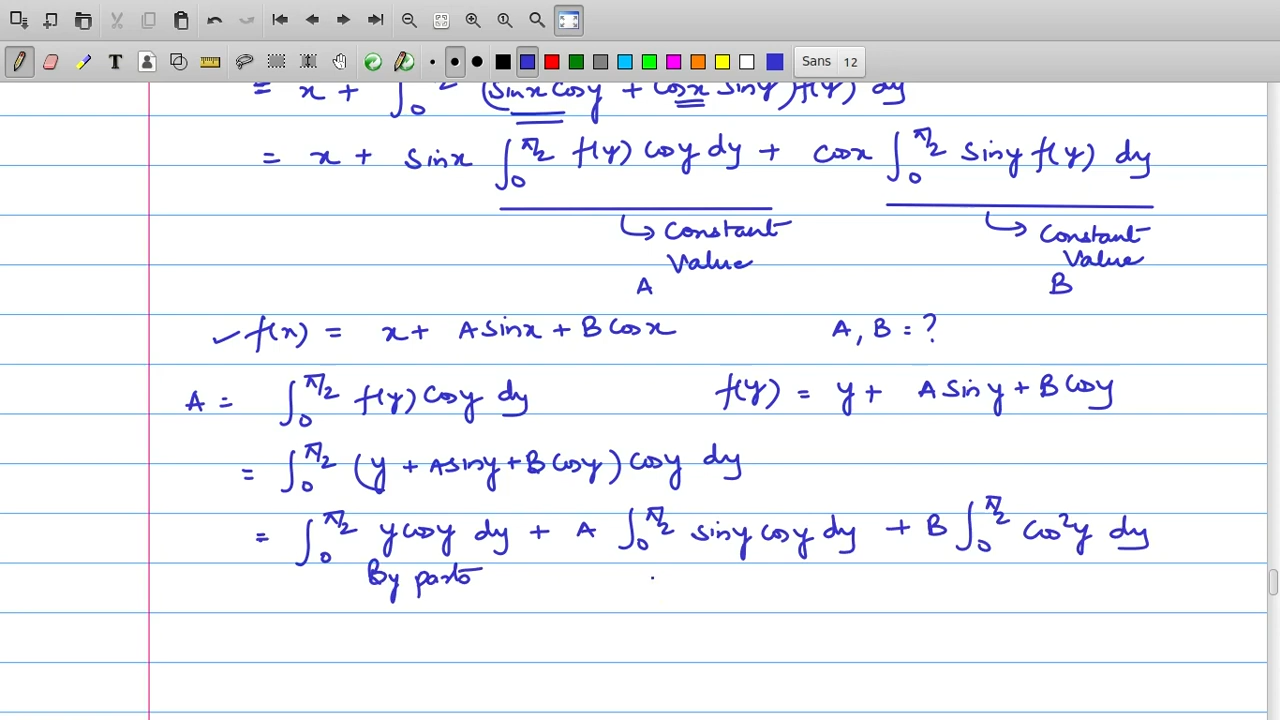 T Sans 12
= x + ∫₀^π/2 (sinx cosy + cosx siny) f(y) dy
= x + sinx ∫₀^π/2 f(y) cosy dy + cosx ∫₀^π/2 siny f(y) dy
↳ Constant Value A
↳ Constant Value B
✓ f(x) = x + A sinx + B cosx A, B = ?
A = ∫₀^π/2 f(y) cosy dy f(y) = y + A siny + B cosy
= ∫₀^π/2 (y + A siny + B cosy) cosy dy
= ∫₀^π/2 y cosy dy + A ∫₀^π/2 siny cosy dy + B ∫₀^π/2 cos²y dy
By parts